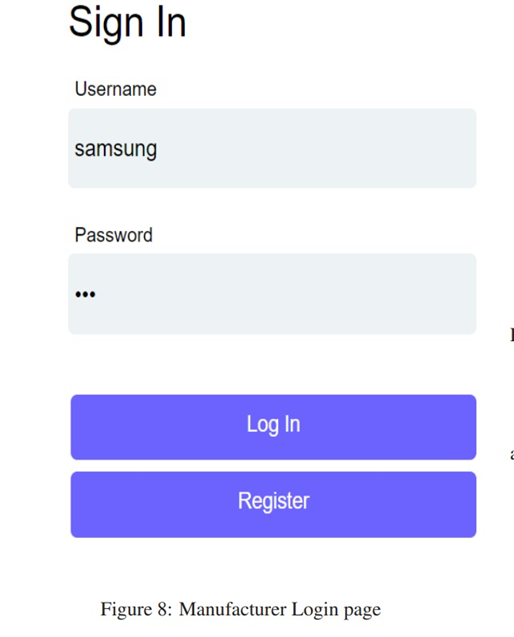 Sign In
Username
samsung
Password
•••
Log In
Register
Figure 8: Manufacturer Login page